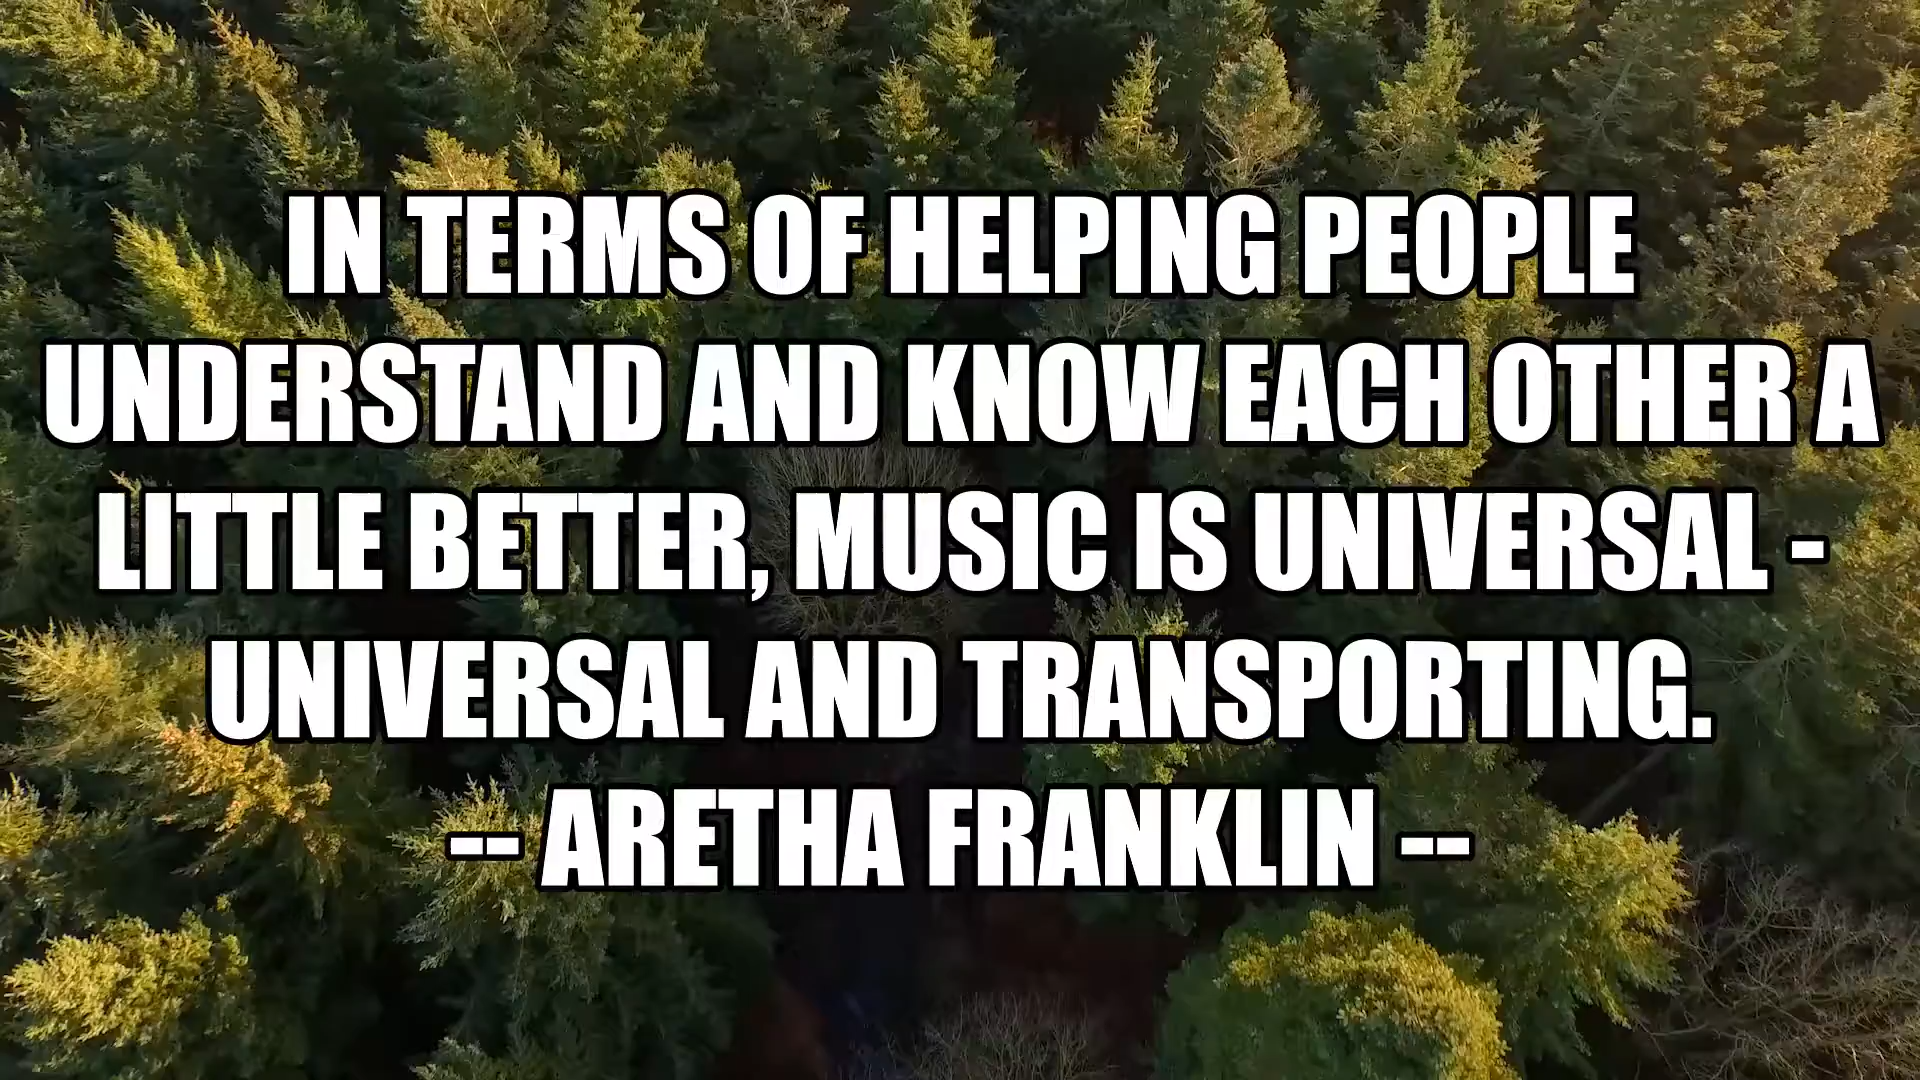 IN TERMS OF HELPING PEOPLE
UNDERSTAND AND KNOW EACH OTHER A
LITTLE BETTER, MUSIC IS UNIVERSAL -
UNIVERSAL AND TRANSPORTING.
-- ARETHA FRANKLIN --